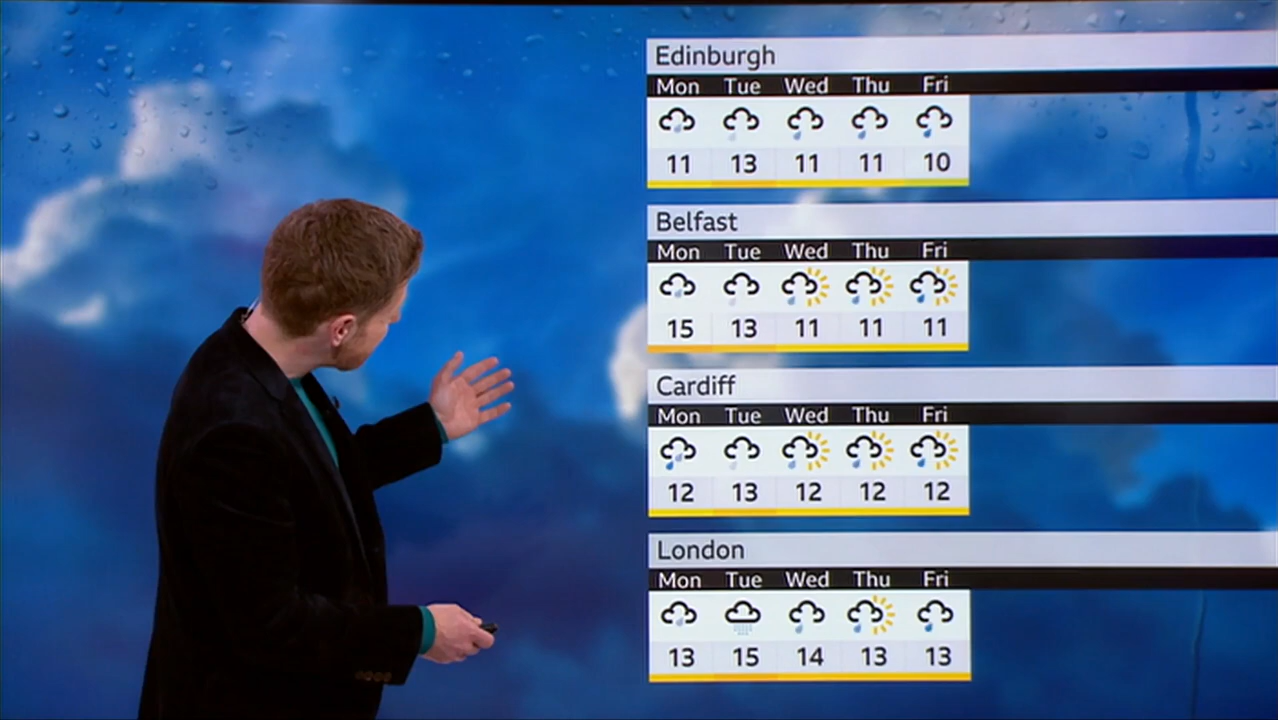 Edinburgh
Mon Tue Wed Thu Fri
11 13 11 11 10
Belfast
Mon Tue Wed Thu Fri
15 13 11 11 11
Cardiff
Mon Tue Wed Thu Fri
12 13 12 12 12
London
Mon Tue Wed Thu Fri
13 15 14 13 13